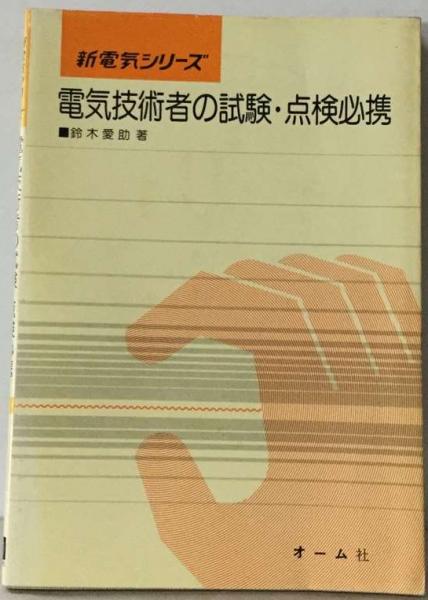 新電気シリーズ
電気技術者の試験・点検必携
■鈴木愛助 著
オーム社